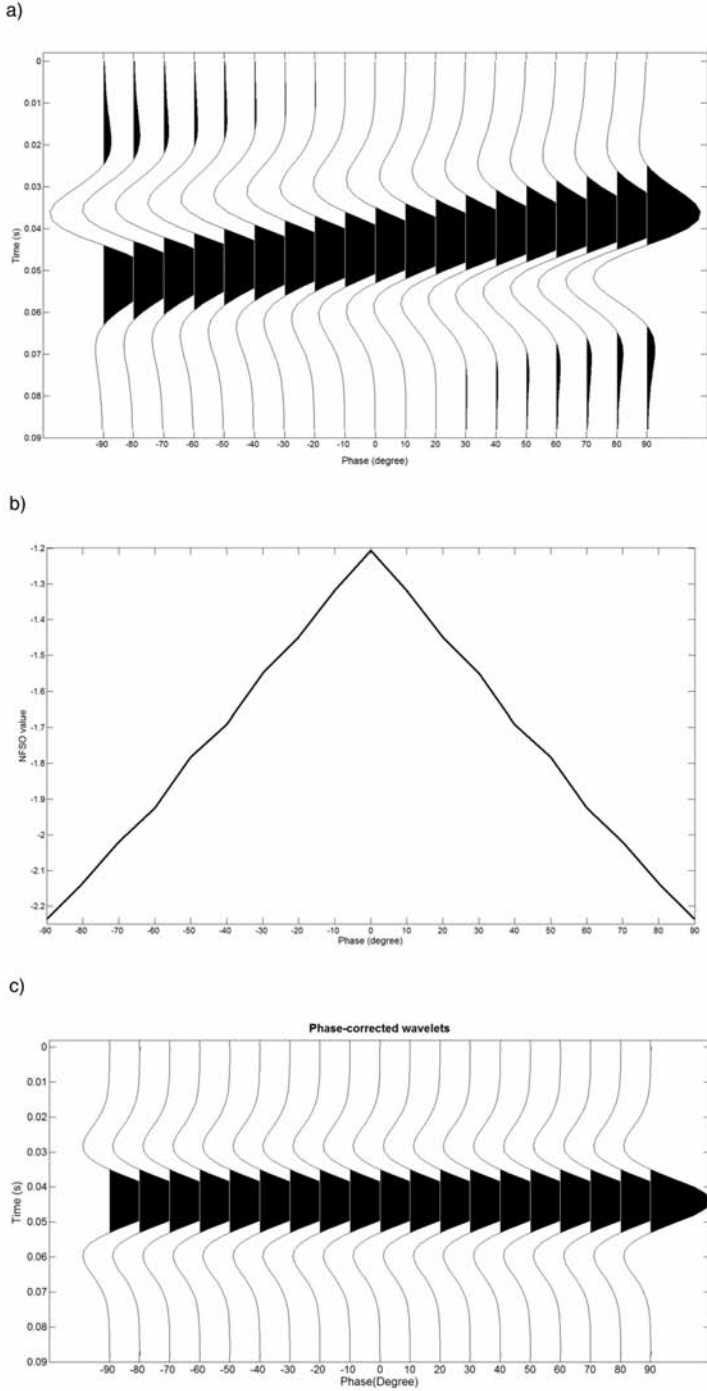 a)
0
0.01
0.02
0.03
0.04
0.05
0.06
0.07
0.08
0.09
Time (s)
-90 -80 -70 -60 -50 -40 -30 -20 -10 0 10 20 30 40 50 60 70 80 90
Phase (degree)
b)
-1.2
-1.3
-1.4
-1.5
-1.6
-1.7
-1.8
-1.9
-2
-2.1
-2.2
NFSO value
-90 -80 -70 -60 -50 -40 -30 -20 -10 0 10 20 30 40 50 60 70 80 90
Phase (degree)
c)
Phase-corrected wavelets
0
0.01
0.02
0.03
0.04
0.05
0.06
0.07
0.08
0.09
Time (s)
-90 -80 -70 -60 -50 -40 -30 -20 -10 0 10 20 30 40 50 60 70 80 90
Phase(Degree)